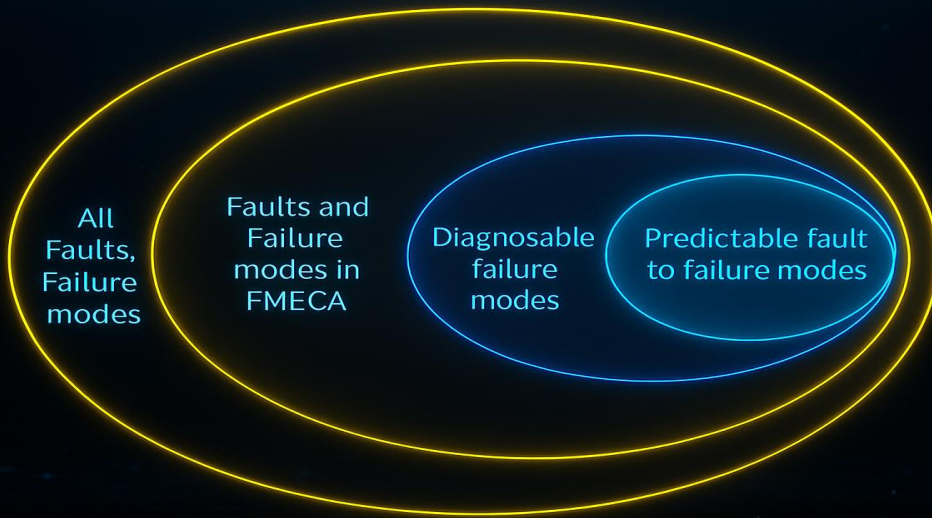 All
Faults,
Failure
modes
Faults and
Failure
modes in
FMECA
Diagnosable
failure
modes
Predictable fault
to failure modes